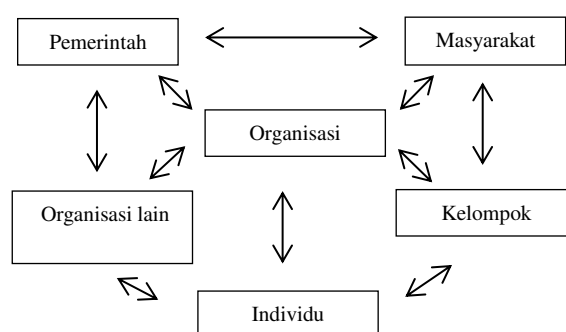 Pemerintah
Masyarakat
Organisasi
Organisasi lain
Kelompok
Individu